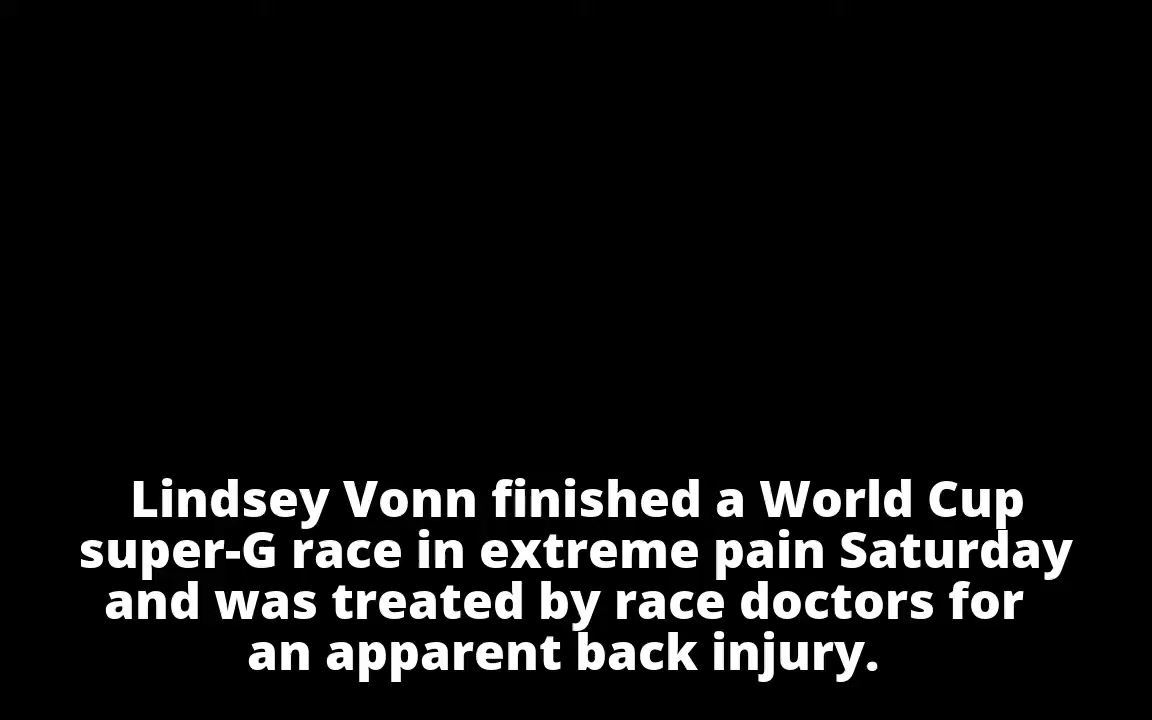 Lindsey Vonn finished a World Cup
super-G race in extreme pain Saturday
and was treated by race doctors for
an apparent back injury.